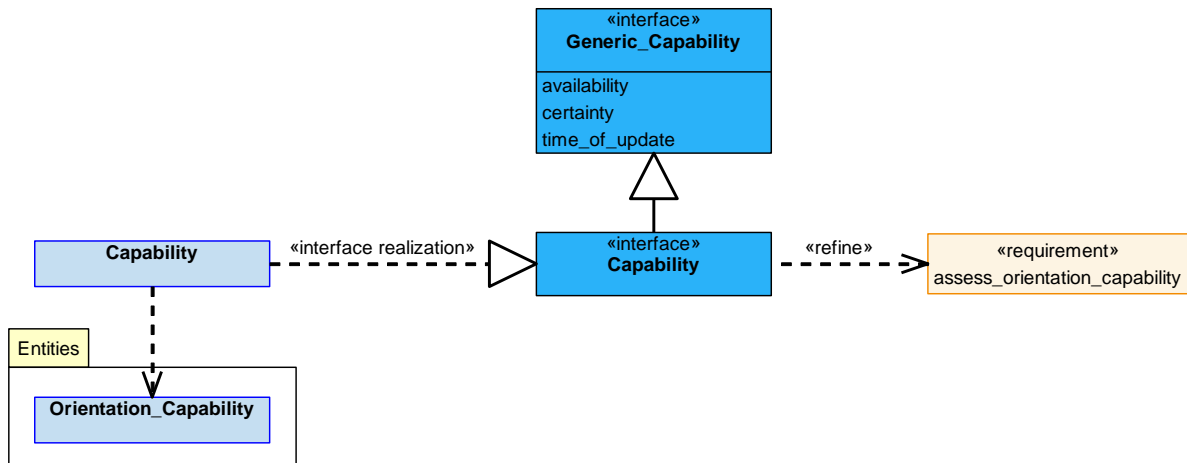 «interface»
Generic_Capability
availability
certainty
time_of_update
Capability
«interface realization»
«interface»
Capability
«refine»
«requirement»
assess_orientation_capability
Entities
Orientation_Capability